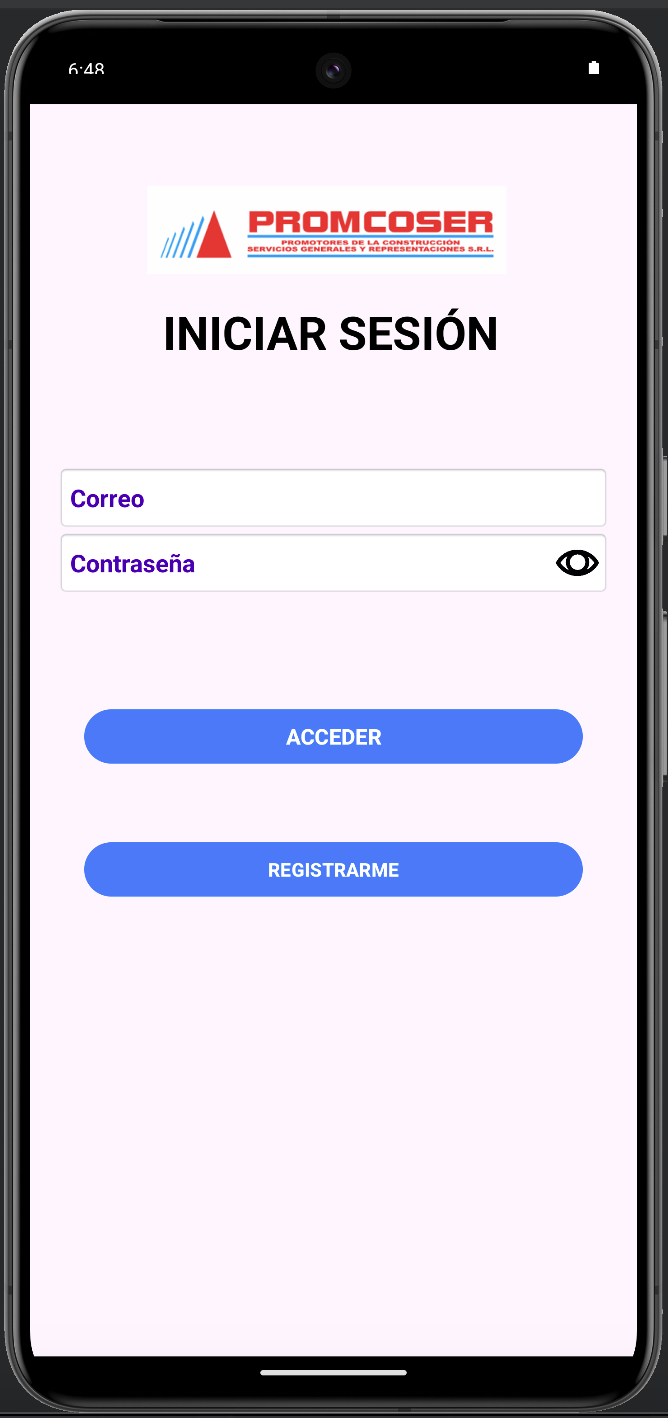 6:48
PROMCOSER
PROMOTORES DE LA CONSTRUCCIÓN
SERVICIOS GENERALES Y REPRESENTACIONES S.R.L.
INICIAR SESIÓN
Correo
Contraseña
ACCEDER
REGISTRARME